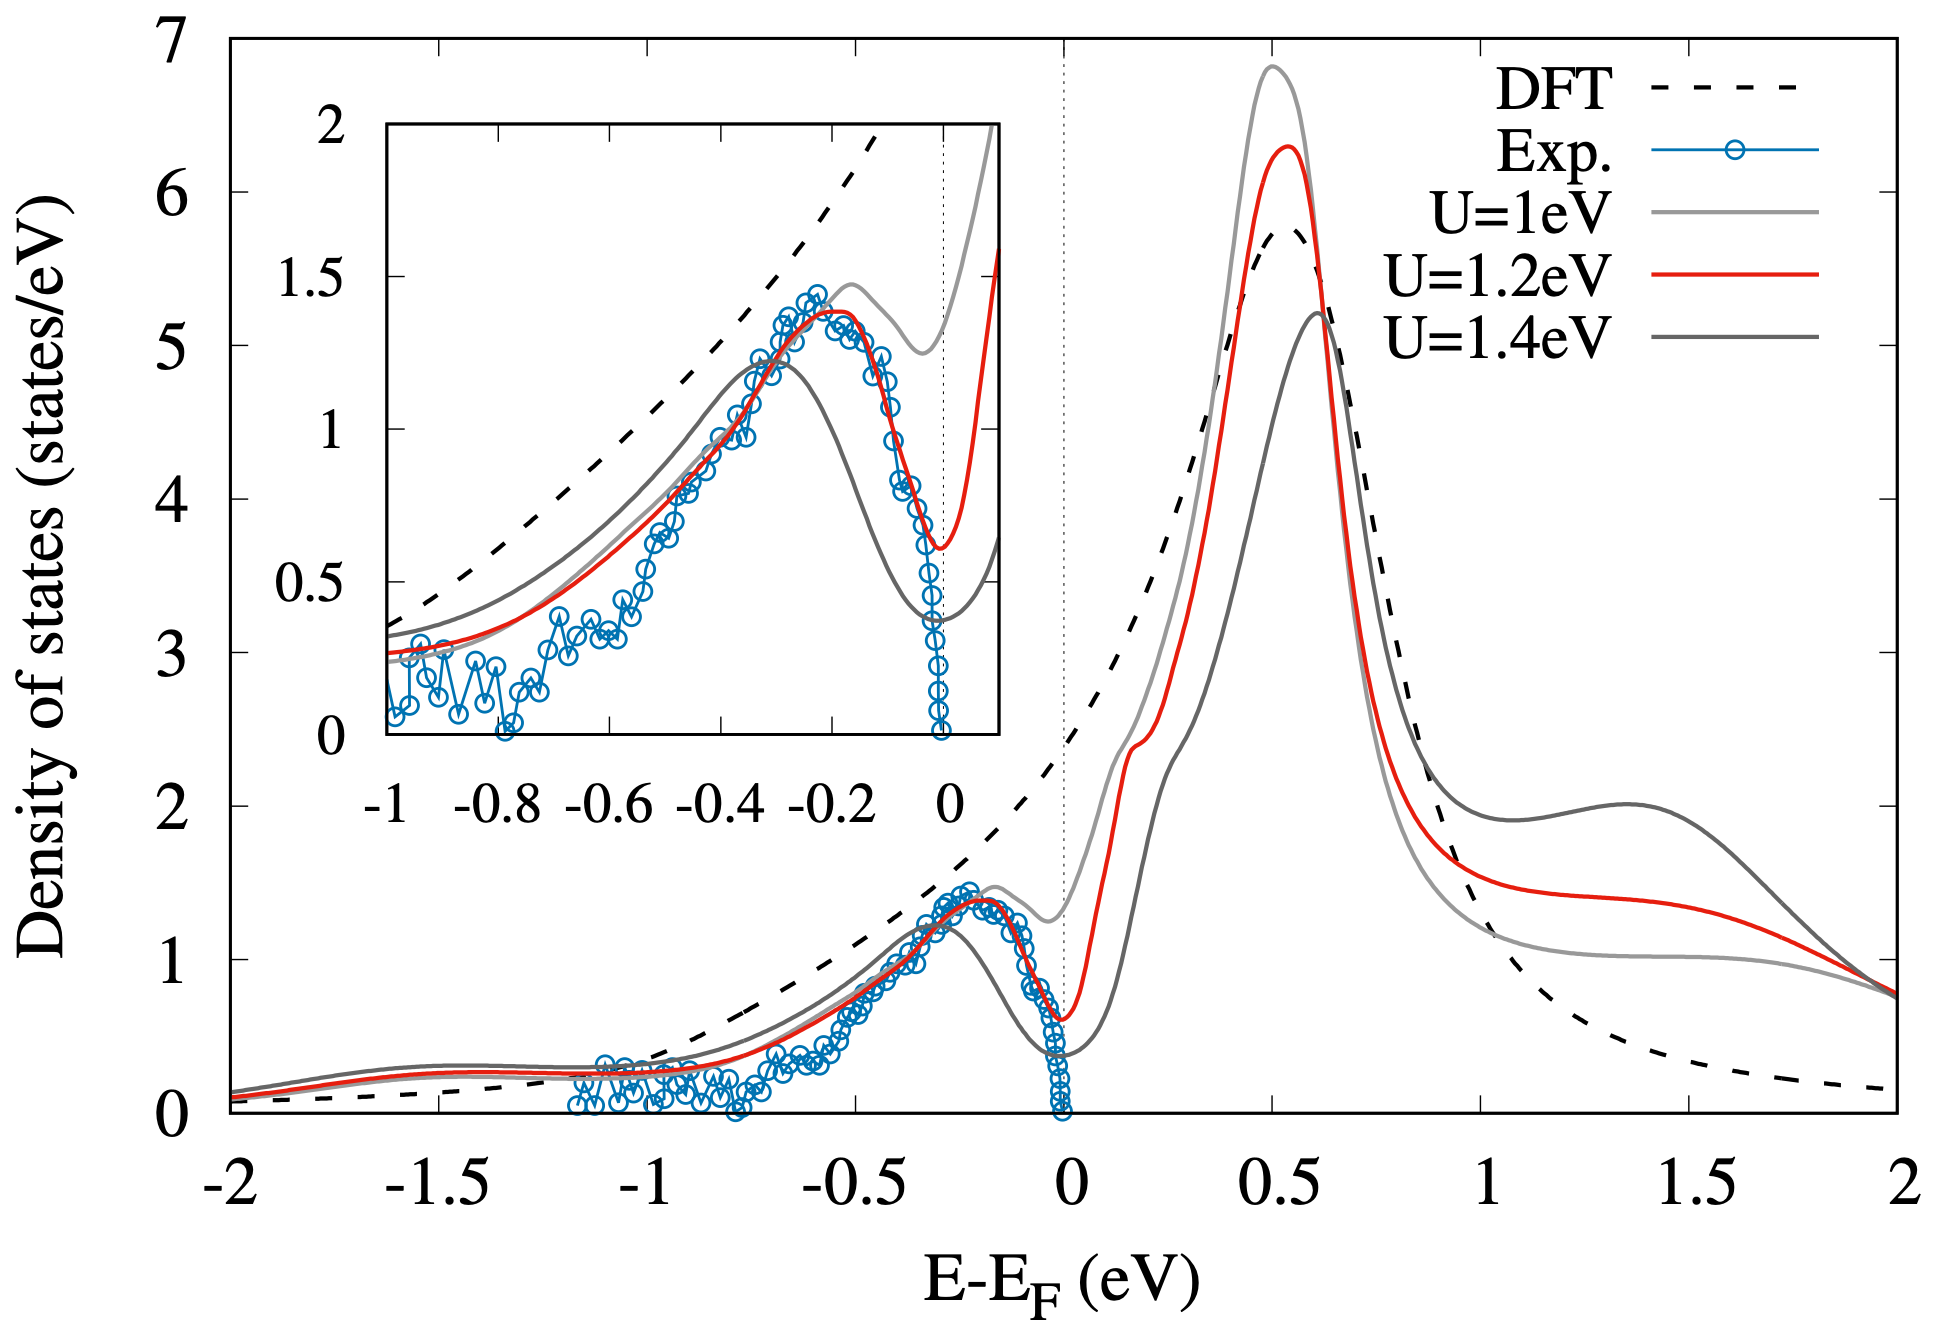 7
6
5
4
3
2
1
0
Density of states (states/eV)
DFT
Exp.
U=1eV
U=1.2eV
U=1.4eV
2
1.5
1
0.5
0
-1 -0.8 -0.6 -0.4 -0.2 0
-2 -1.5 -1 -0.5 0 0.5 1 1.5 2
E-EF (eV)